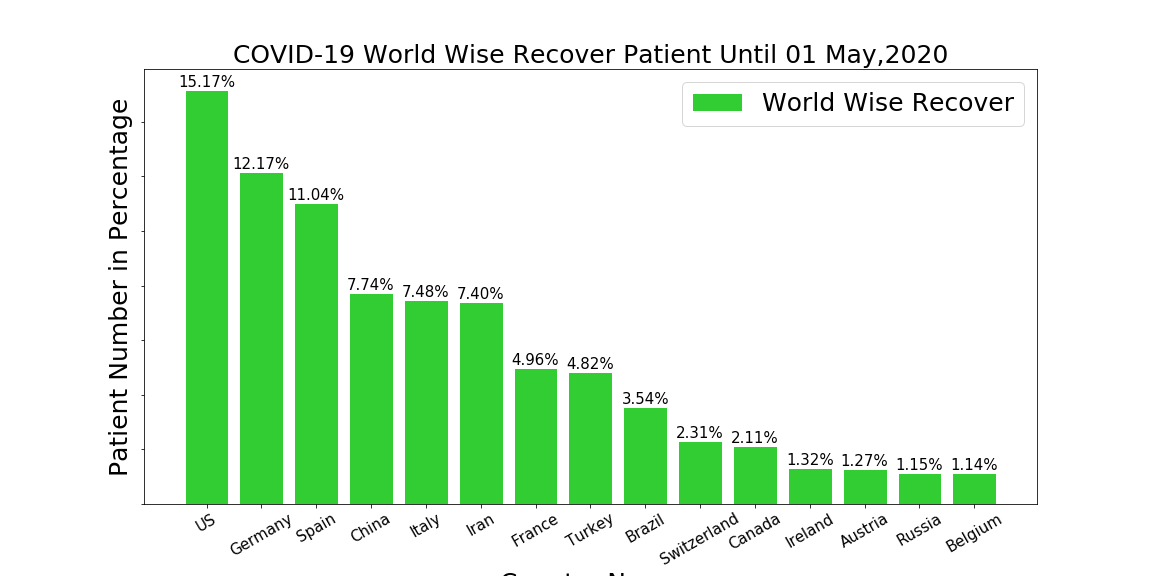 COVID-19 World Wise Recover Patient Until 01 May,2020
World Wise Recover
Patient Number in Percentage
15.17%
12.17%
11.04%
7.74%
7.48%
7.40%
4.96%
4.82%
3.54%
2.31%
2.11%
1.32%
1.27%
1.15%
1.14%
US
Germany
Spain
China
Italy
Iran
France
Turkey
Brazil
Switzerland
Canada
Ireland
Austria
Russia
Belgium